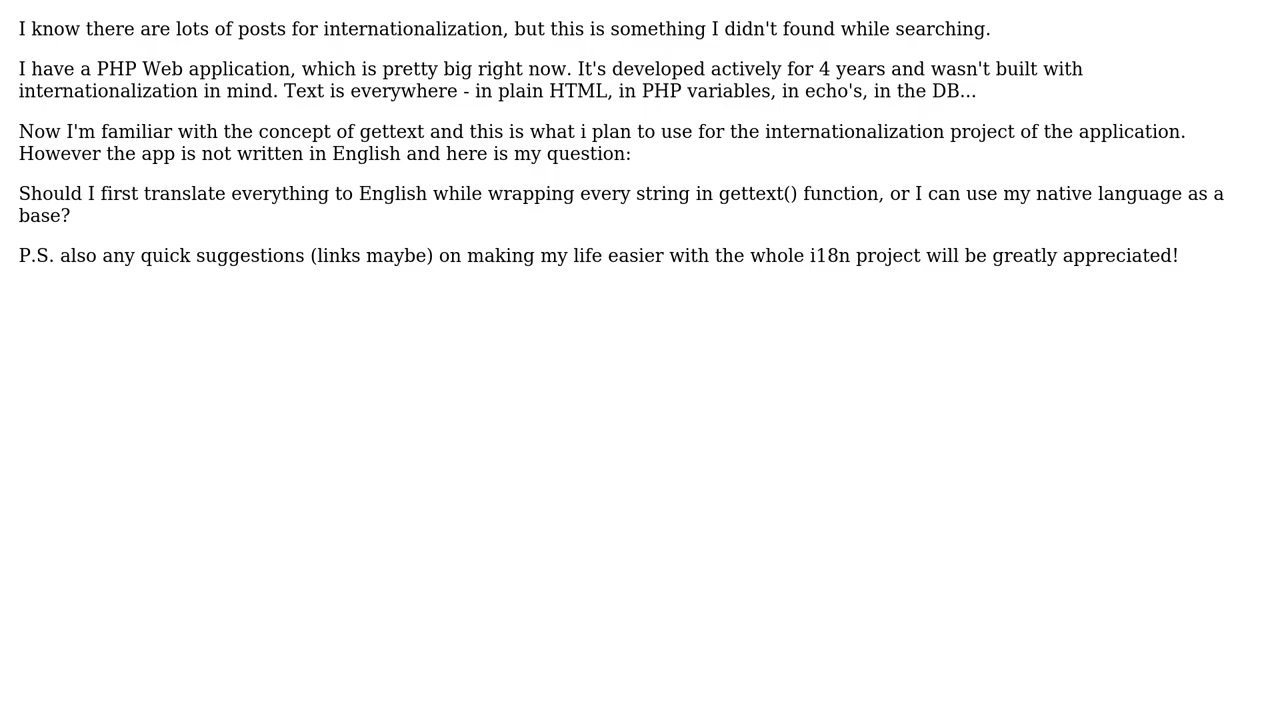 I know there are lots of posts for internationalization, but this is something I didn't found while searching.
I have a PHP Web application, which is pretty big right now. It's developed actively for 4 years and wasn't built with
internationalization in mind. Text is everywhere - in plain HTML, in PHP variables, in echo's, in the DB...
Now I'm familiar with the concept of gettext and this is what i plan to use for the internationalization project of the application.
However the app is not written in English and here is my question:
Should I first translate everything to English while wrapping every string in gettext() function, or I can use my native language as a
base?
P.S. also any quick suggestions (links maybe) on making my life easier with the whole i18n project will be greatly appreciated!